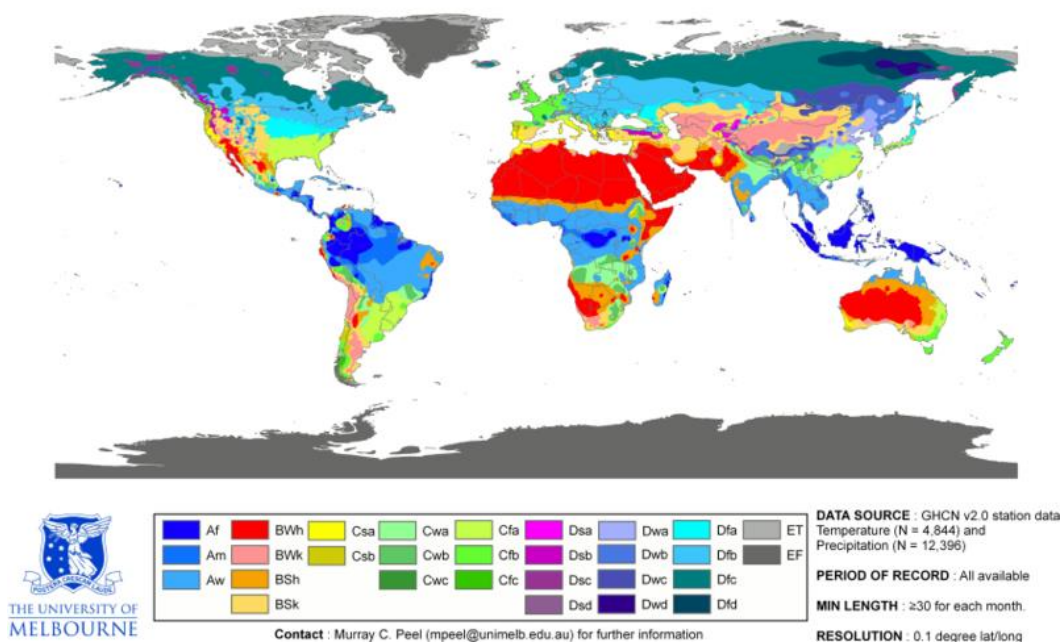 Af
Am
Aw
BWh
BWk
BSh
BSk
Csa
Csb
Cwa
Cwb
Cwc
Cfa
Cfb
Cfc
Dsa
Dsb
Dsc
Dsd
Dwa
Dwb
Dwc
Dwd
Dfa
Dfb
Dfc
Dfd
ET
EF
DATA SOURCE : GHCN v2.0 station data
Temperature (N = 4,844) and
Precipitation (N = 12,396)
PERIOD OF RECORD : All available
MIN LENGTH : ≥30 for each month.
RESOLUTION : 0.1 degree lat/long
POSTERA CRESCAM LAUDE
THE UNIVERSITY OF
MELBOURNE
Contact : Murray C. Peel (mpeel@unimelb.edu.au) for further information